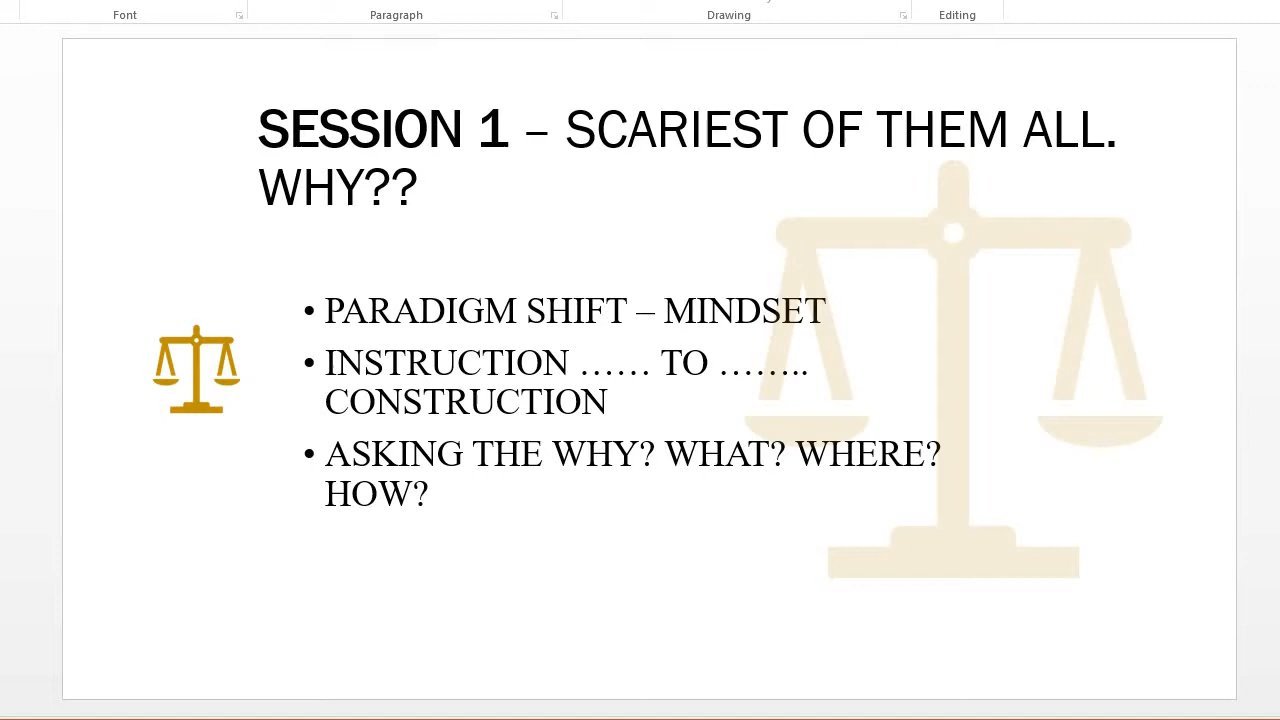 Font Paragraph Drawing Editing
SESSION 1 – SCARIEST OF THEM ALL.
WHY??
• PARADIGM SHIFT – MINDSET
• INSTRUCTION …… TO ……..
CONSTRUCTION
• ASKING THE WHY? WHAT? WHERE?
HOW?